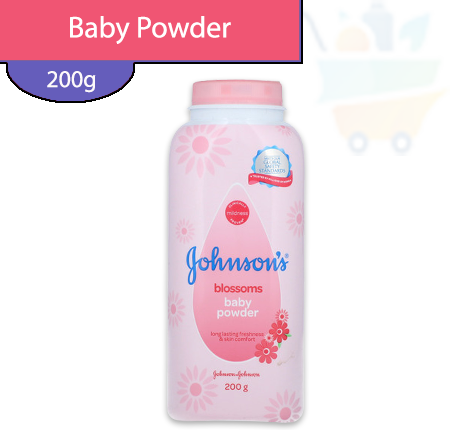 Baby Powder
200g
mildness
Johnson's
blossoms
baby
powder
long lasting freshness
& skin comfort
Johnson & Johnson
200 g